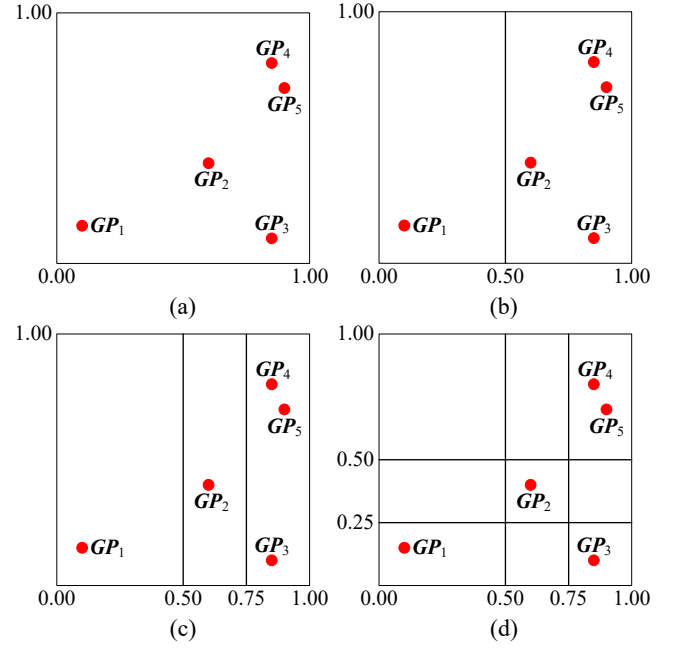 1.00 1.00
GP₄ GP₄
GP₅ GP₅
GP₂ GP₂
GP₁ GP₃ GP₁ GP₃
0.00 1.00 0.00 0.50 1.00
(a) (b)
1.00 1.00
GP₄ GP₄
GP₅ GP₅
0.50
GP₂ GP₂
0.25
GP₁ GP₃ GP₁ GP₃
0.00 0.50 0.75 1.00 0.00 0.50 0.75 1.00
(c) (d)